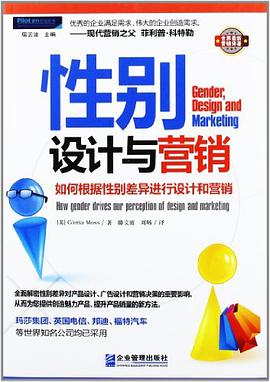 Pilot
屈云波 主编
优秀的企业满足需求，伟大的企业创造需求。
——现代营销之父 菲利普·科特勒
性别
Gender,
Design and
Marketing
设计与营销
如何根据性别差异进行设计和营销
How gender drives our perception of design and marketing
[英] Gloria Moss / 著 滕文波 刘旸 / 译
全面解密性别差异对产品设计、广告设计和营销决策的重要影响，
从而为您提供创造魅力产品、提升产品销量的新方法。
玛莎集团、英国电信、邦迪、福特汽车
等世界知名公司均已采用
企业管理出版社